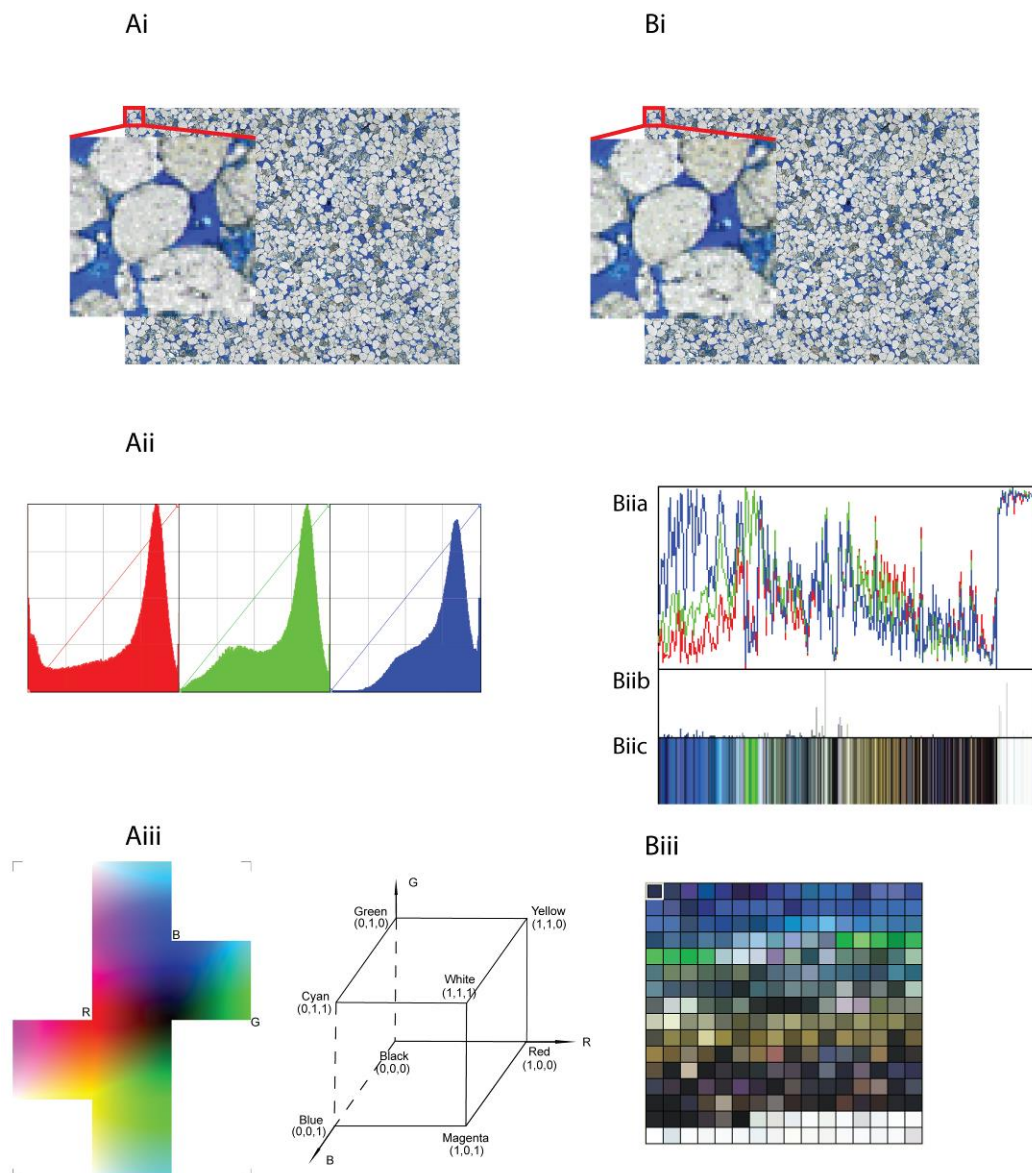 Ai
Bi
Aii
Biia
Biib
Biic
Aiii
Biii
B
R
G
G
Green
(0,1,0)
Yellow
(1,1,0)
White
(1,1,1)
Cyan
(0,1,1)
R
Black
(0,0,0)
Red
(1,0,0)
Blue
(0,0,1)
Magenta
(1,0,1)
B